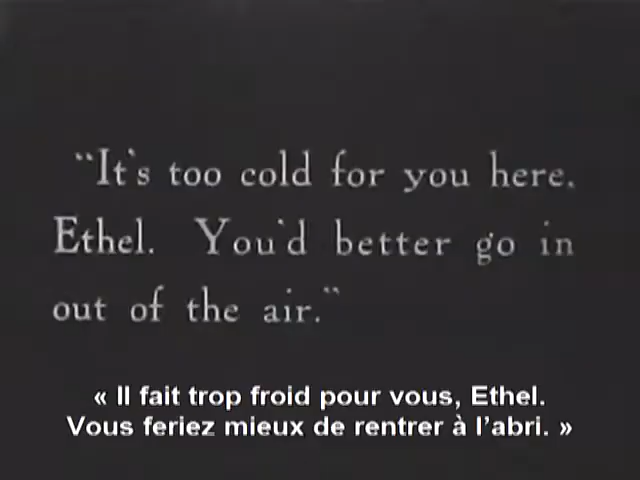 "It's too cold for you here,
Ethel. You'd better go in
out of the air."
« Il fait trop froid pour vous, Ethel.
Vous feriez mieux de rentrer à l'abri. »